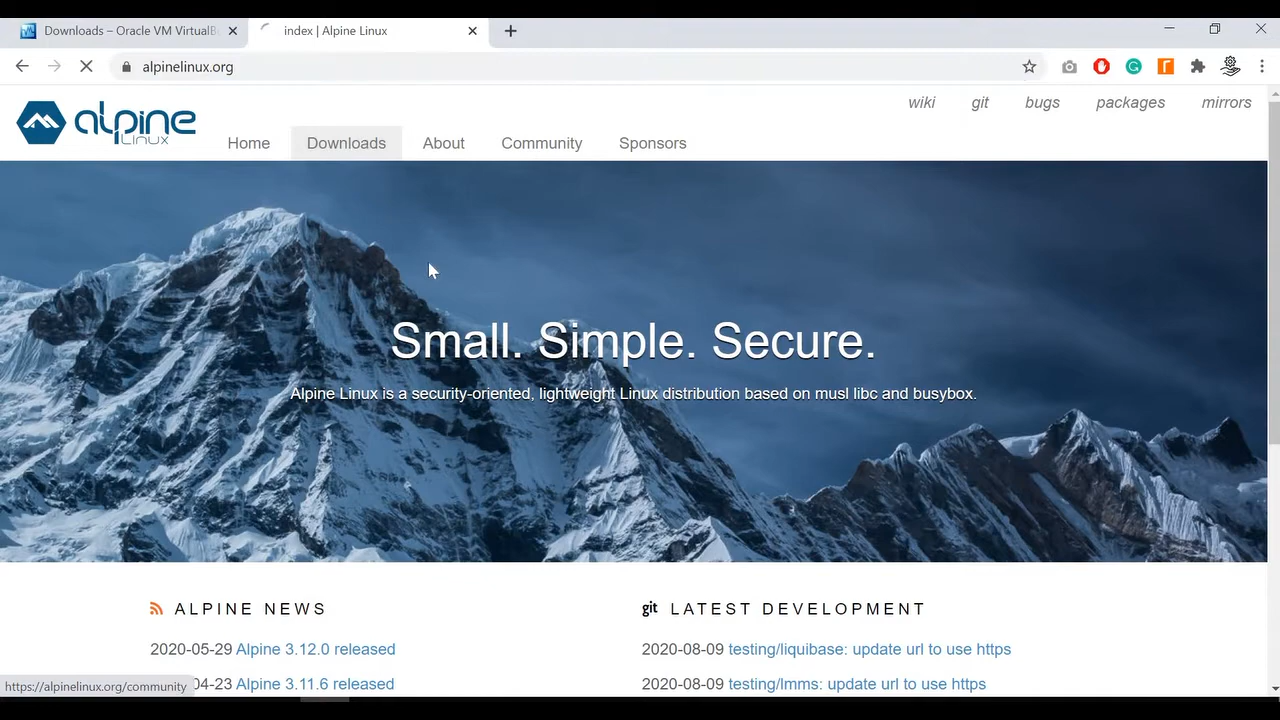 Downloads – Oracle VM VirtualB
index | Alpine Linux
alpinelinux.org
wiki
git
bugs
packages
mirrors
alpine
Linux
Home
Downloads
About
Community
Sponsors
Small. Simple. Secure.
Alpine Linux is a security-oriented, lightweight Linux distribution based on musl libc and busybox.
ALPINE NEWS
git LATEST DEVELOPMENT
2020-05-29 Alpine 3.12.0 released
2020-08-09 testing/liquibase: update url to use https
04-23 Alpine 3.11.6 released
2020-08-09 testing/lmms: update url to use https
https://alpinelinux.org/community